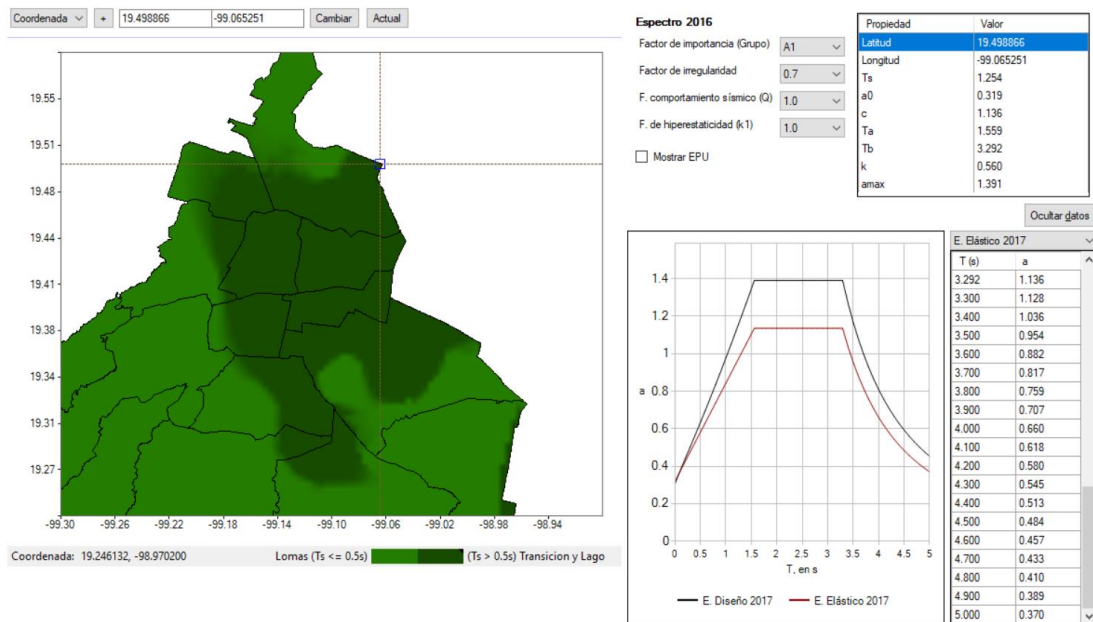 Coordenada + 19.498866 -99.065251 Cambiar Actual
19.55
19.51
19.48
19.44
19.41
19.38
19.34
19.31
19.27
-99.30 -99.26 -99.22 -99.18 -99.14 -99.10 -99.06 -99.02 -98.98 -98.94
Coordenada: 19.246132, -98.970200 Lomas (Ts <= 0.5s) (Ts > 0.5s) Transicion y Lago
Espectro 2016
Factor de importancia (Grupo) A1
Factor de irregularidad 0.7
F. comportamiento sísmico (Q) 1.0
F. de hiperestaticidad (k1) 1.0
Mostrar EPU
Propiedad Valor
Latitud 19.498866
Longitud -99.065251
Ts 1.254
a0 0.319
c 1.136
Ta 1.559
Tb 3.292
k 0.560
amax 1.391
Ocultar datos
1.4
1.2
1
a 0.8
0.6
0.4
0.2
0
0 0.5 1 1.5 2 2.5 3 3.5 4 4.5 5
T, en s
E. Diseño 2017 E. Elástico 2017
E. Elástico 2017
T (s) a
3.292 1.136
3.300 1.128
3.400 1.036
3.500 0.954
3.600 0.882
3.700 0.817
3.800 0.759
3.900 0.707
4.000 0.660
4.100 0.618
4.200 0.580
4.300 0.545
4.400 0.513
4.500 0.484
4.600 0.457
4.700 0.433
4.800 0.410
4.900 0.389
5.000 0.370